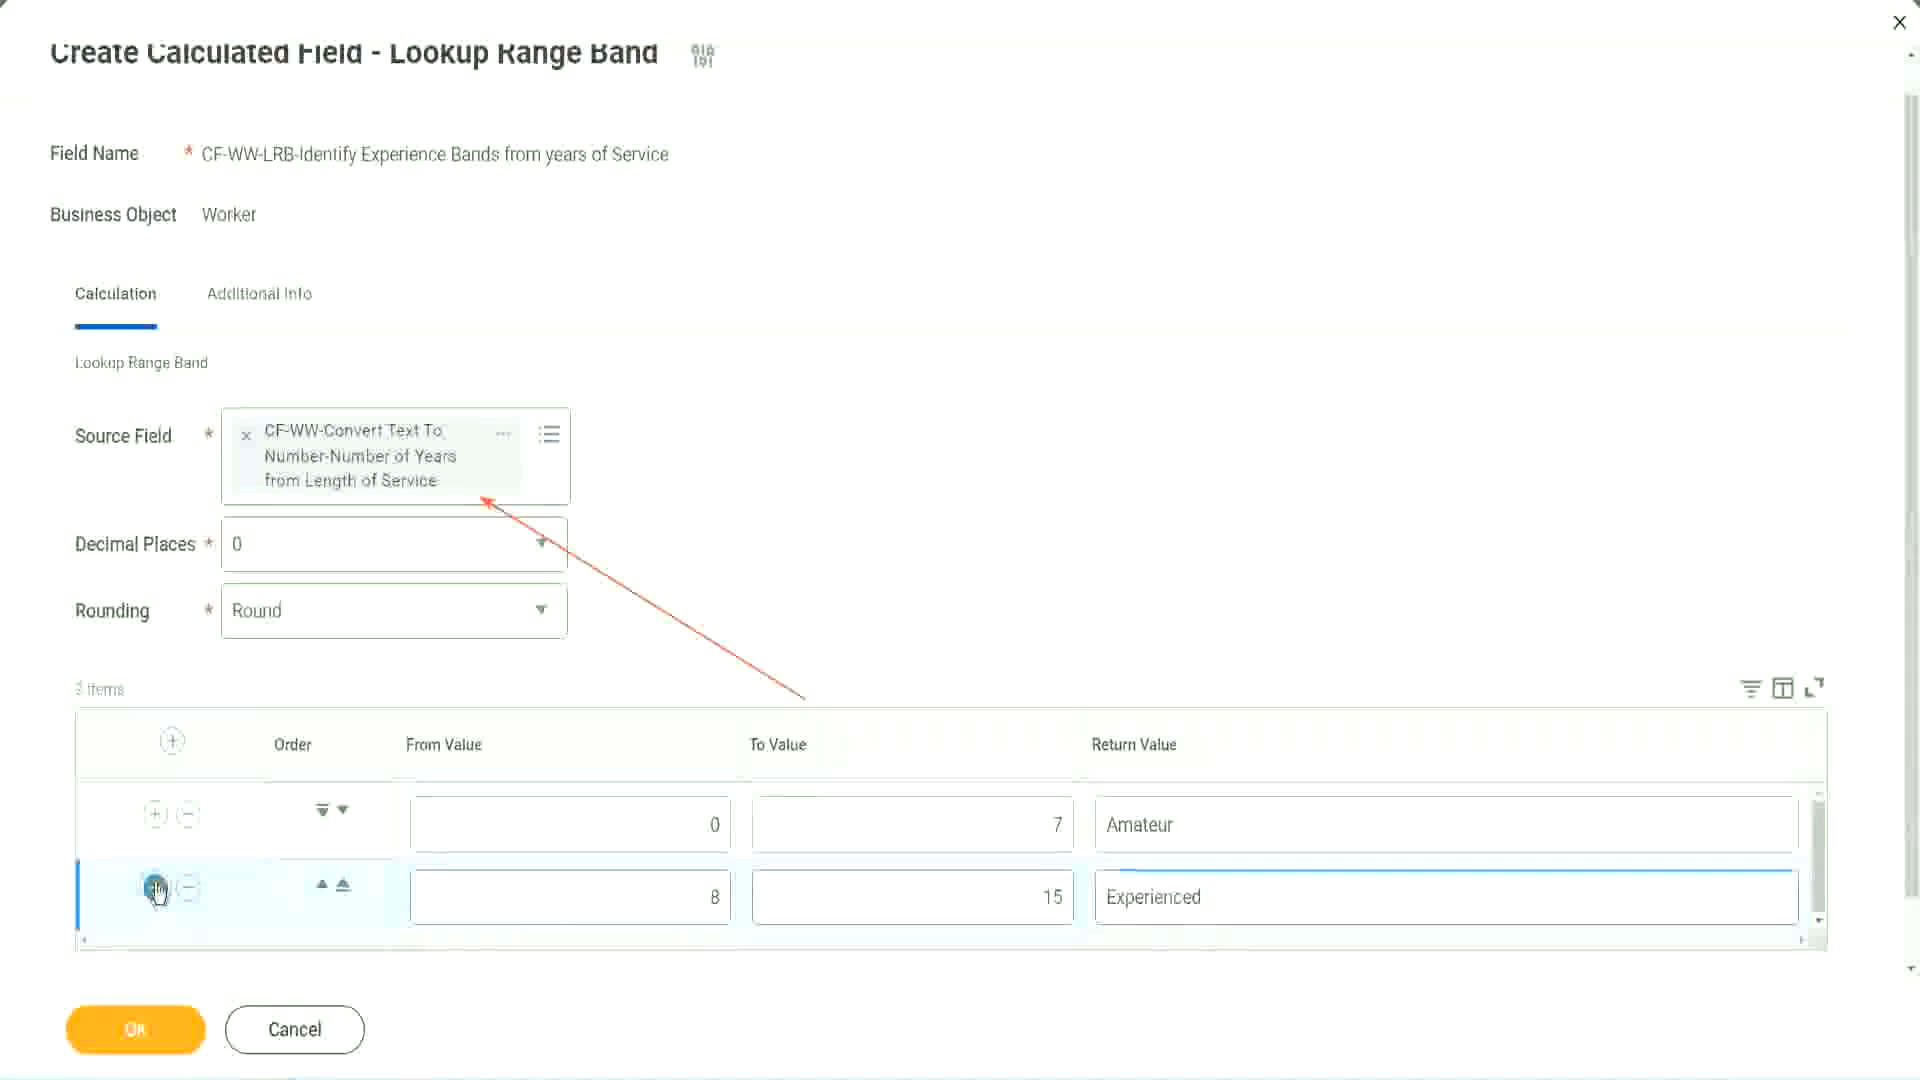 Create Calculated Field - Lookup Range Band
Field Name * CF-WW-LRB-Identify Experience Bands from years of Service
Business Object Worker
Calculation Additional Info
Lookup Range Band
Source Field * × CF-WW-Convert Text To
Number-Number of Years
from Length of Service
Decimal Places * 0
Rounding * Round
items
Order From Value To Value Return Value
0 7 Amateur
8 15 Experienced
OK Cancel